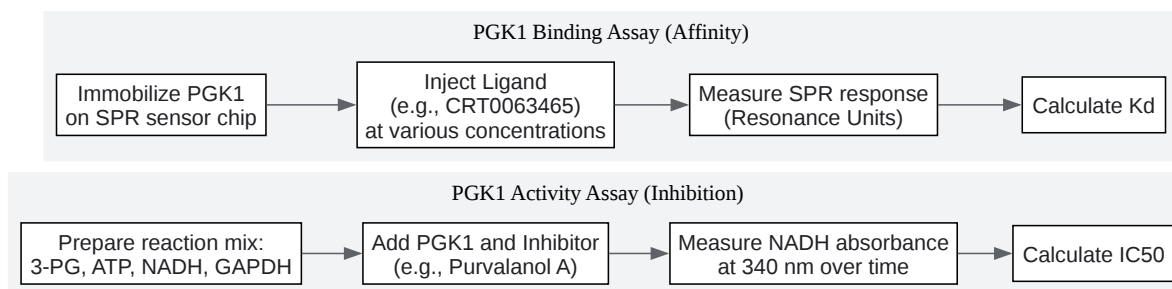 PGK1 Binding Assay (Affinity)
Immobilize PGK1
on SPR sensor chip
Inject Ligand
(e.g., CRT0063465)
at various concentrations
Measure SPR response
(Resonance Units)
Calculate Kd
PGK1 Activity Assay (Inhibition)
Prepare reaction mix:
3-PG, ATP, NADH, GAPDH
Add PGK1 and Inhibitor
(e.g., Purvalanol A)
Measure NADH absorbance
at 340 nm over time
Calculate IC50